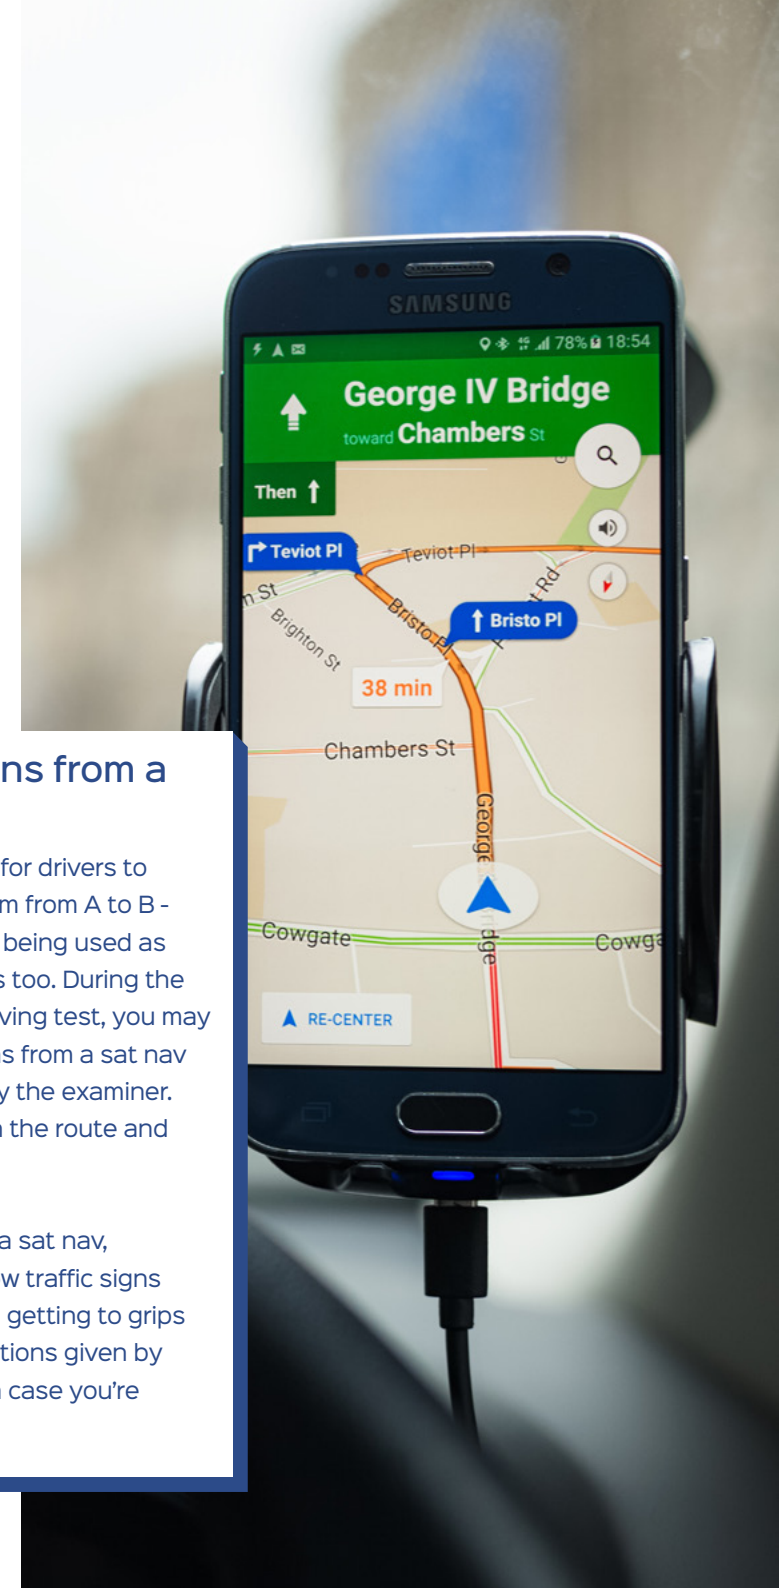 SAMSUNG
78% 18:54
George IV Bridge
toward Chambers St
Then
Teviot Pl
Teviot Pl
Bristo Pl
Bristo Pl
Brighton St
38 min
Chambers St
George
Cowgate
RE-CENTER
ns from a
for drivers to
m from A to B -
being used as
s too. During the
ving test, you may
s from a sat nav
y the examiner.
the route and
a sat nav,
w traffic signs
getting to grips
tions given by
case you're